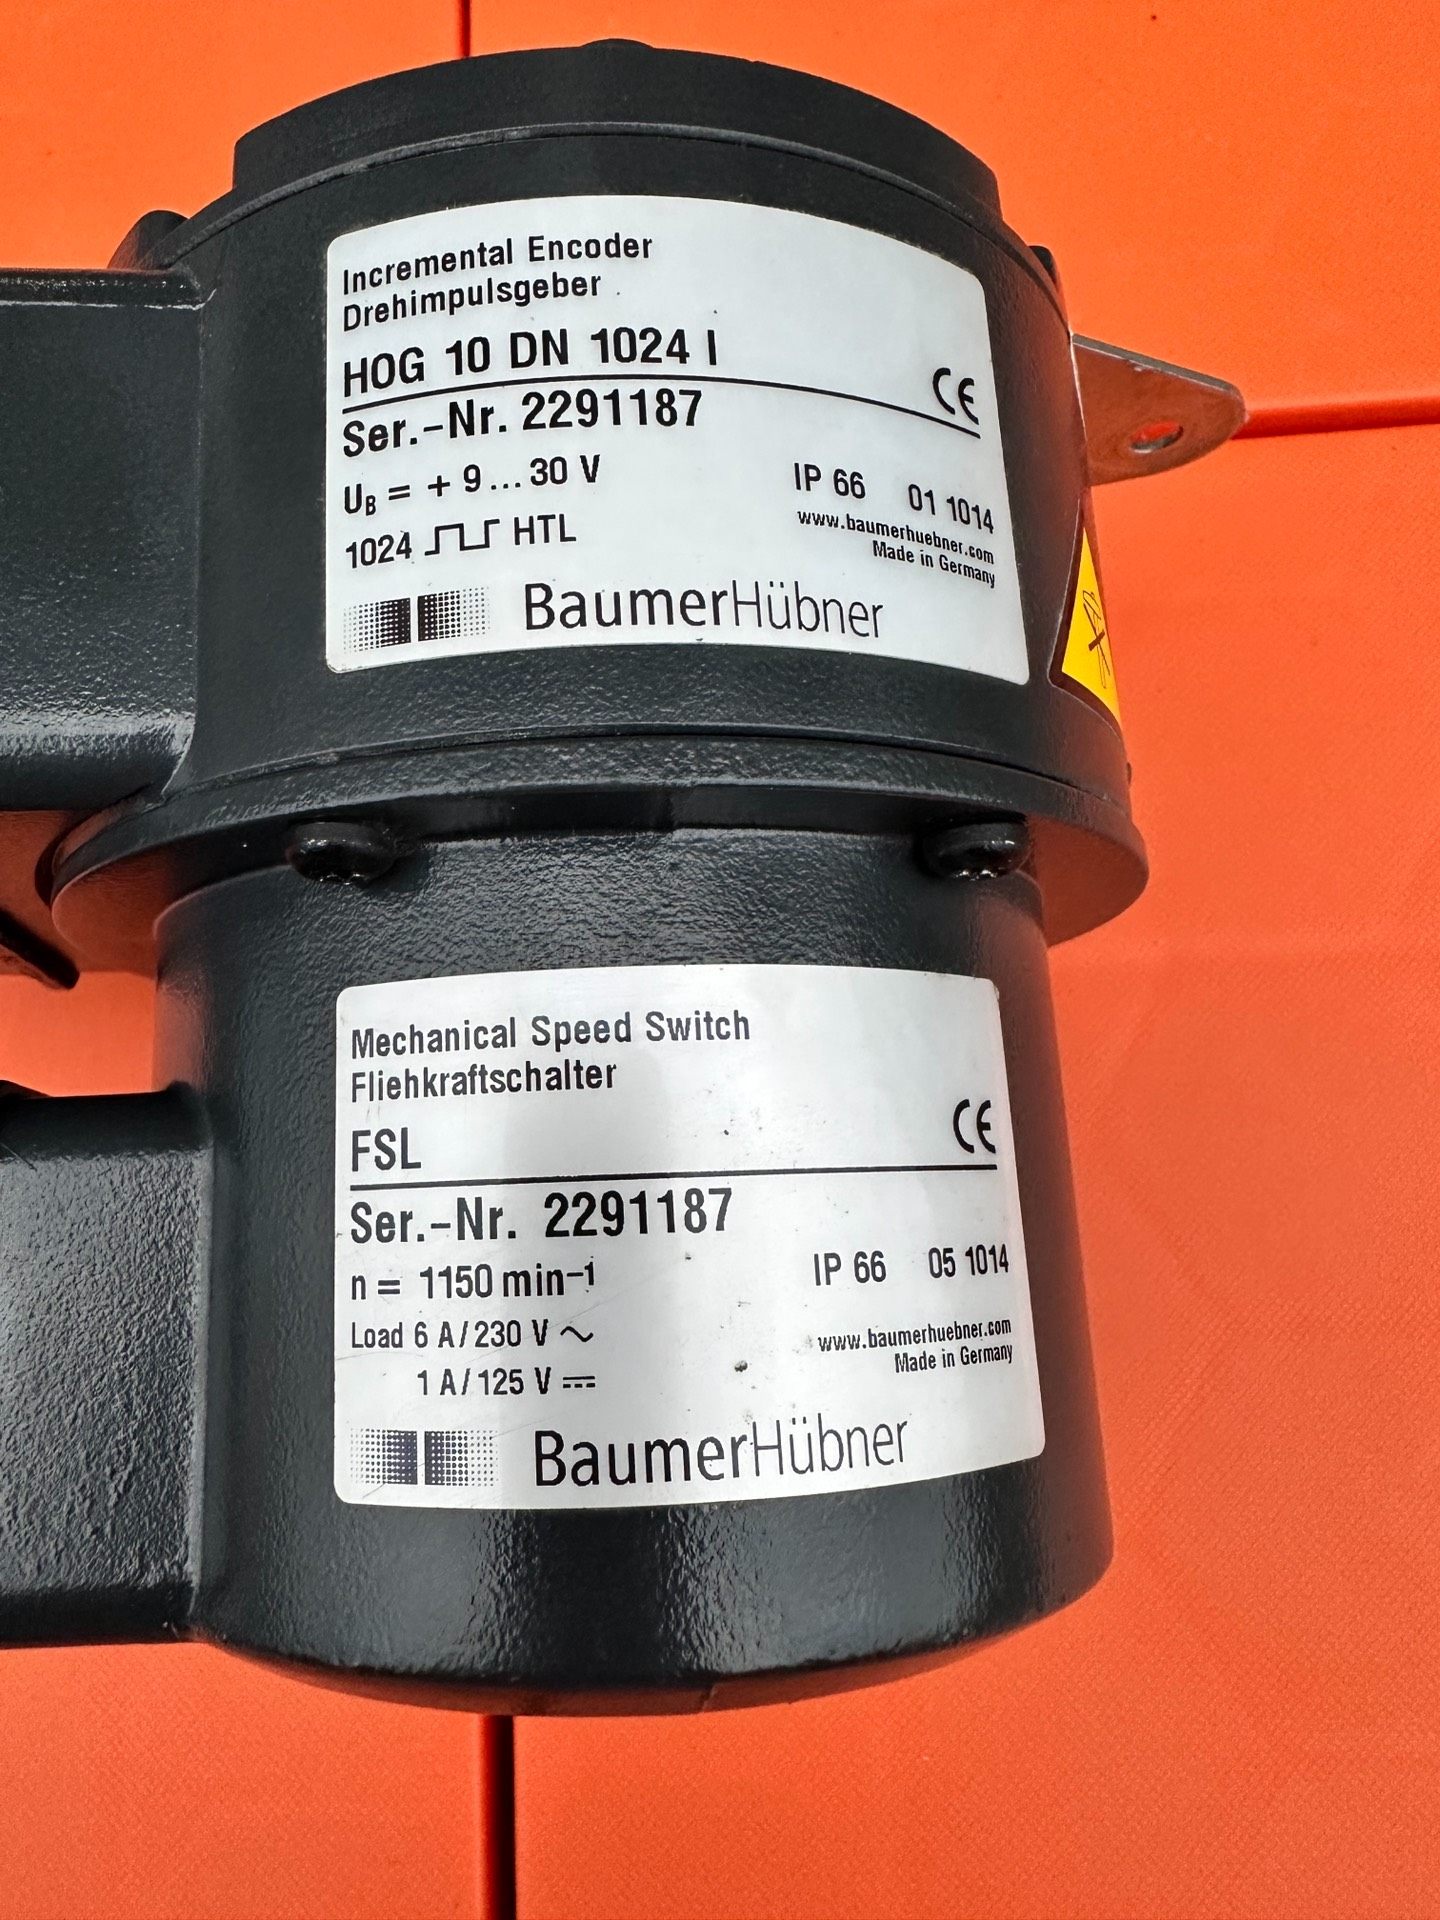 Incremental Encoder
Drehimpulsgeber
HOG 10 DN 1024 I
CE
Ser.-Nr. 2291187
UB = + 9 ... 30 V
IP 66 01 1014
1024 HTL
www.baumerhuebner.com
Made in Germany
BaumerHübner
Mechanical Speed Switch
Fliehkraftschalter
FSL
CE
Ser.-Nr. 2291187
n = 1150 min-1
IP 66 05 1014
Load 6 A/230 V ~
1 A/125 V ⎓
www.baumerhuebner.com
Made in Germany
BaumerHübner